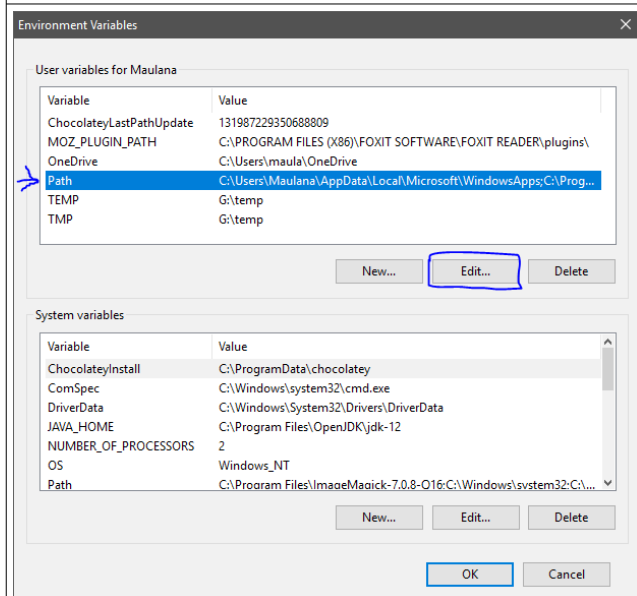 Environment Variables
User variables for Maulana
Variable Value
ChocolateyLastPathUpdate 131987229350688809
MOZ_PLUGIN_PATH C:\PROGRAM FILES (X86)\FOXIT SOFTWARE\FOXIT READER\plugins\
OneDrive C:\Users\maula\OneDrive
Path C:\Users\Maulana\AppData\Local\Microsoft\WindowsApps;C:\Prog...
TEMP G:\temp
TMP G:\temp
New... Edit... Delete
System variables
Variable Value
ChocolateyInstall C:\ProgramData\chocolatey
ComSpec C:\Windows\system32\cmd.exe
DriverData C:\Windows\System32\Drivers\DriverData
JAVA_HOME C:\Program Files\OpenJDK\jdk-12
NUMBER_OF_PROCESSORS 2
OS Windows_NT
Path C:\Program Files\ImageMagick-7.0.8-Q16;C:\Windows\system32;C:\...
New... Edit... Delete
OK Cancel